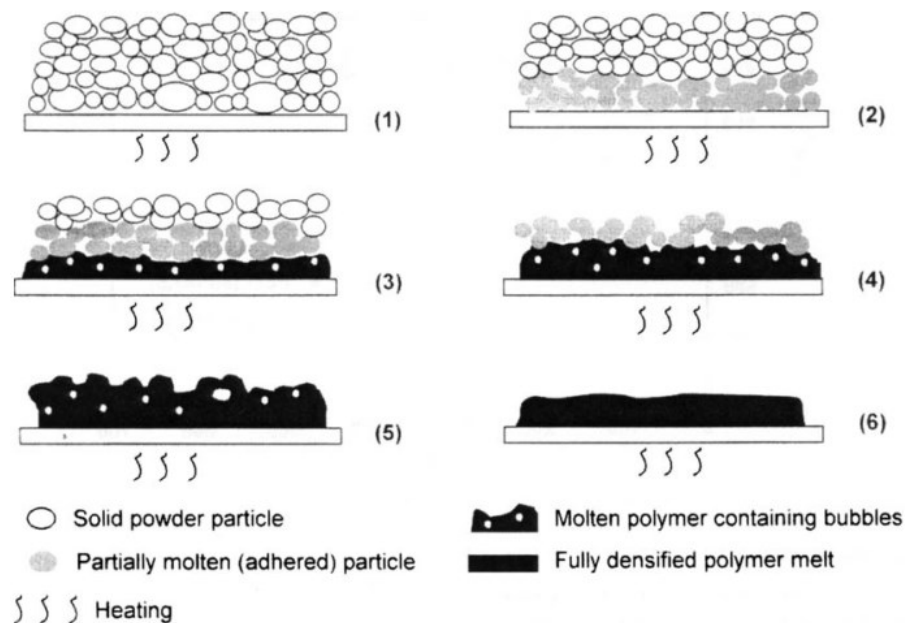 (1)
(2)
(3)
(4)
(5)
(6)
Solid powder particle
Molten polymer containing bubbles
Partially molten (adhered) particle
Fully densified polymer melt
Heating